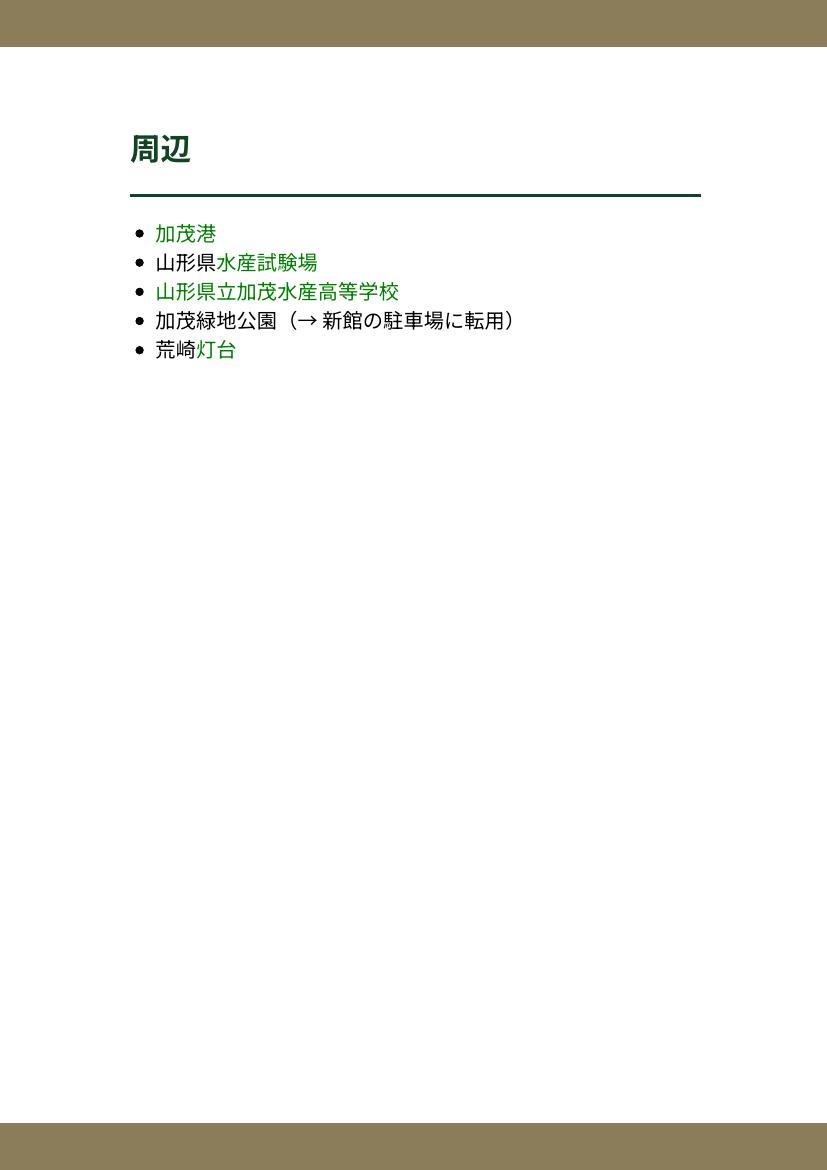 周辺
加茂港
山形県水産試験場
山形県立加茂水産高等学校
加茂緑地公園（→ 新館の駐車場に転用）
荒崎灯台